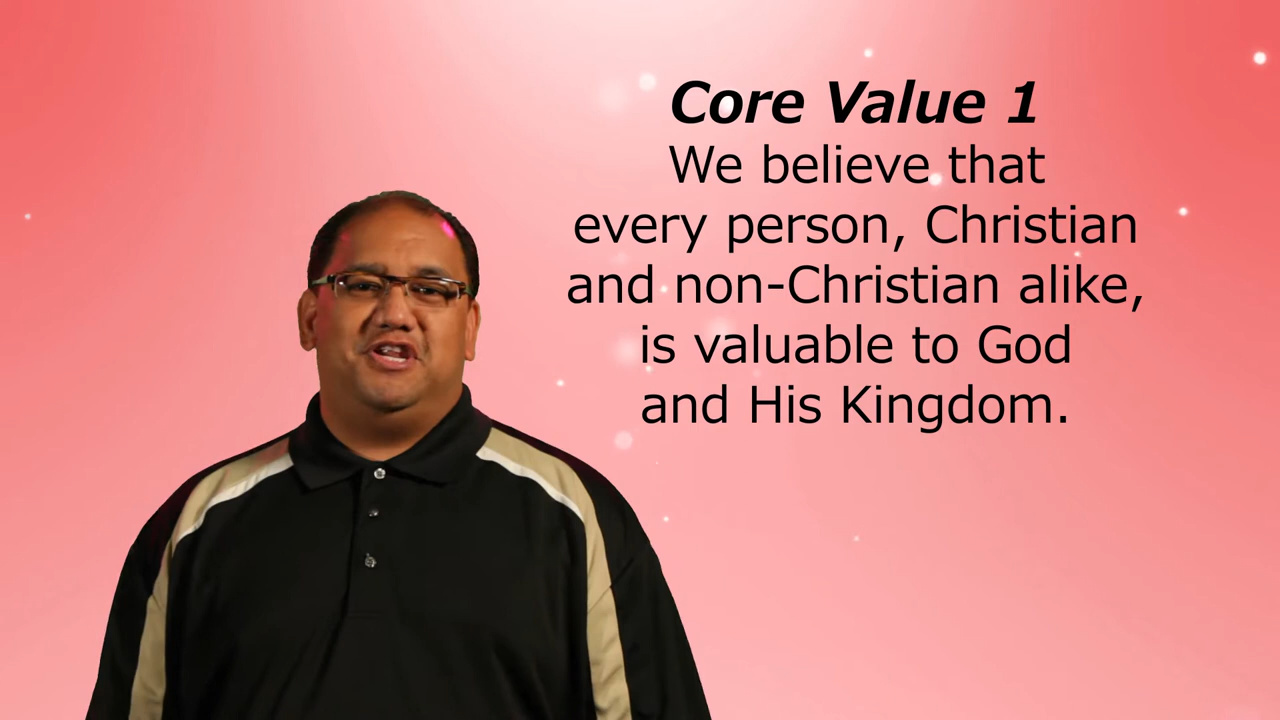 Core Value 1
We believe that
every person, Christian
and non-Christian alike,
is valuable to God
and His Kingdom.